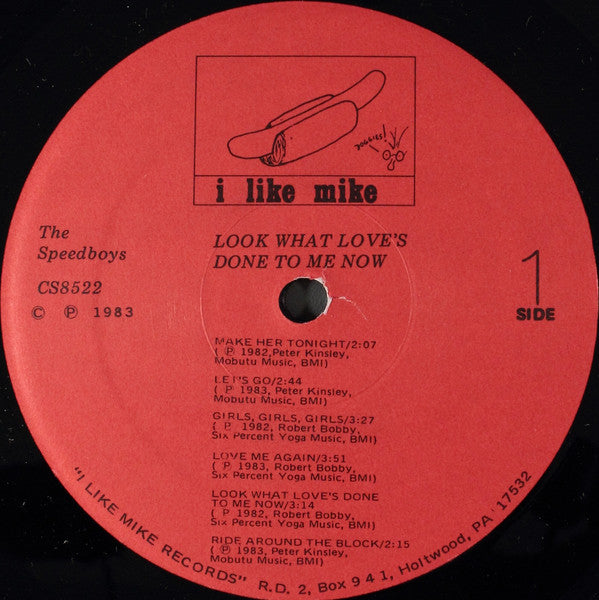 DOGGIES!
i like mike
The
Speedboys
CS8522
© ℗ 1983
LOOK WHAT LOVE'S
DONE TO ME NOW
1
SIDE
MAKE HER TONIGHT/2:07
( ℗ 1982,Peter Kinsley,
Mobutu Music, BMI)
LET'S GO/2:44
( ℗ 1983, Peter Kinsley,
Mobutu Music, BMI)
GIRLS, GIRLS, GIRLS/3:27
( ℗ 1982, Robert Bobby,
Six Percent Yoga Music, BMI)
LOVE ME AGAIN/3:51
( ℗ 1983, Robert Bobby,
Six Percent Yoga Music, BMI)
LOOK WHAT LOVE'S DONE
TO ME NOW/3:14
( ℗ 1982, Robert Bobby,
Six Percent Yoga Music, BMI)
RIDE AROUND THE BLOCK/2:15
( ℗ 1983, Peter Kinsley,
Mobutu Music, BMI)
"I LIKE MIKE RECORDS" R.D. 2, Box 941, Holtwood, PA 17532